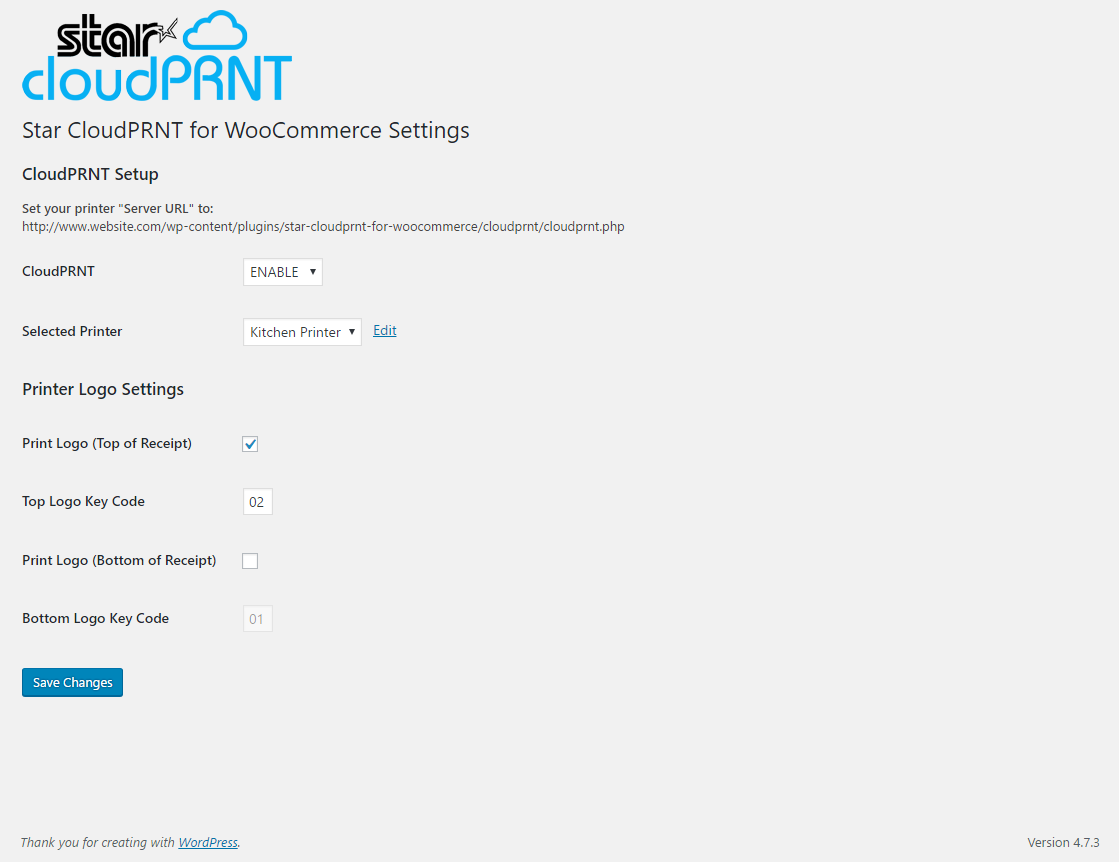 star
cloudPRNT
Star CloudPRNT for WooCommerce Settings
CloudPRNT Setup
Set your printer "Server URL" to:
http://www.website.com/wp-content/plugins/star-cloudprnt-for-woocommerce/cloudprnt/cloudprnt.php
CloudPRNT ENABLE
Selected Printer Kitchen Printer Edit
Printer Logo Settings
Print Logo (Top of Receipt)
Top Logo Key Code 02
Print Logo (Bottom of Receipt)
Bottom Logo Key Code 01
Save Changes
Thank you for creating with WordPress. Version 4.7.3